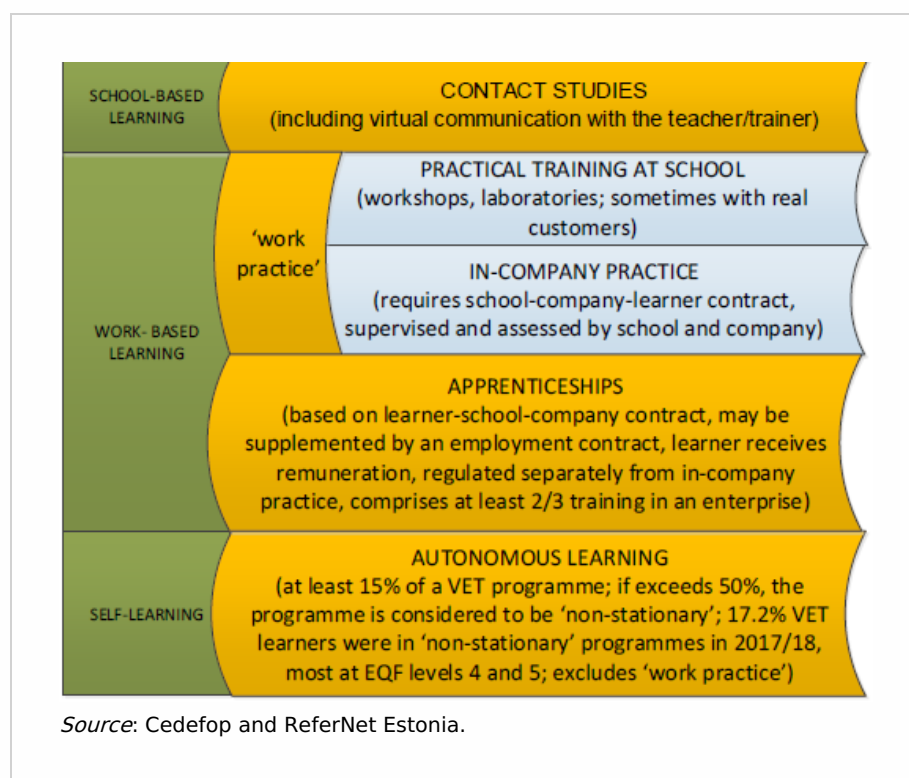 SCHOOL-BASED
LEARNING
CONTACT STUDIES
(including virtual communication with the teacher/trainer)
WORK- BASED
LEARNING
‘work
practice’
PRACTICAL TRAINING AT SCHOOL
(workshops, laboratories; sometimes with real
customers)
IN-COMPANY PRACTICE
(requires school-company-learner contract,
supervised and assessed by school and company)
APPRENTICESHIPS
(based on learner-school-company contract, may be
supplemented by an employment contract, learner receives
remuneration, regulated separately from in-company
practice, comprises at least 2/3 training in an enterprise)
SELF-LEARNING
AUTONOMOUS LEARNING
(at least 15% of a VET programme; if exceeds 50%, the
programme is considered to be ‘non-stationary’; 17.2% VET
learners were in ‘non-stationary’ programmes in 2017/18,
most at EQF levels 4 and 5; excludes ‘work practice’)
Source: Cedefop and ReferNet Estonia.